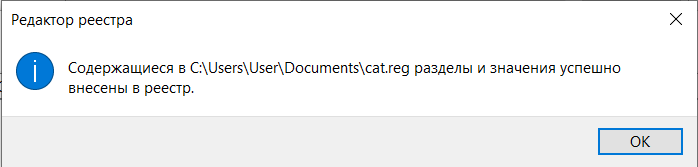 Редактор реестра
Содержащиеся в C:\Users\User\Documents\cat.reg разделы и значения успешно
внесены в реестр.
OK